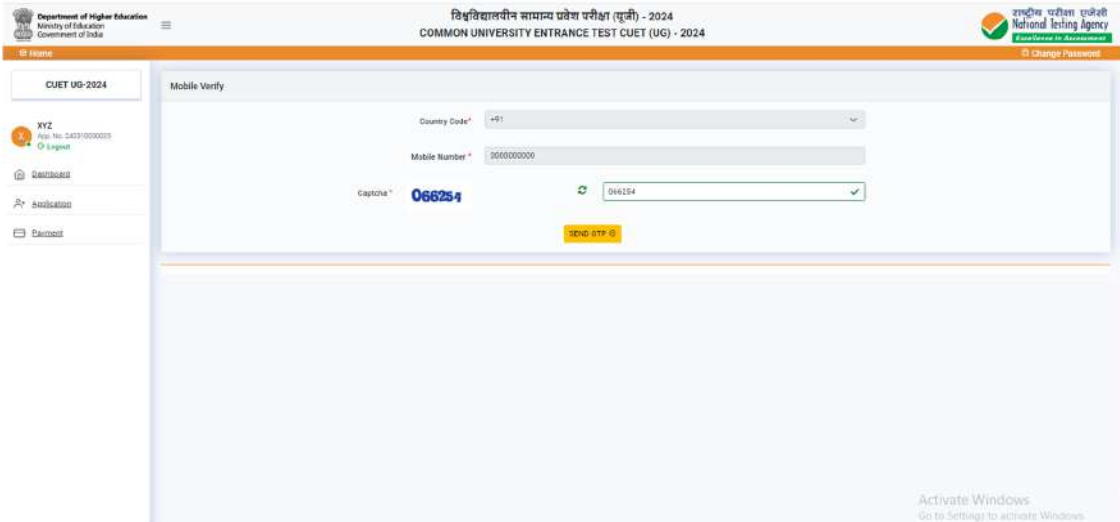 Department of Higher Education
Ministry of Education
Government of India
विश्वविद्यालयीन सामान्य प्रवेश परीक्षा (यूजी) - 2024
COMMON UNIVERSITY ENTRANCE TEST CUET (UG) - 2024
राष्ट्रीय परीक्षा एजेंसी
National Testing Agency
Excellence in Assessment
Home
Change Password
CUET UG-2024
XYZ
Logout
Dashboard
Application
Payment
Mobile Verify
Country Code* +91
Mobile Number * 0000000000
Captcha * 066254 066254
SEND OTP
Activate Windows
Go to Settings to activate Windows.